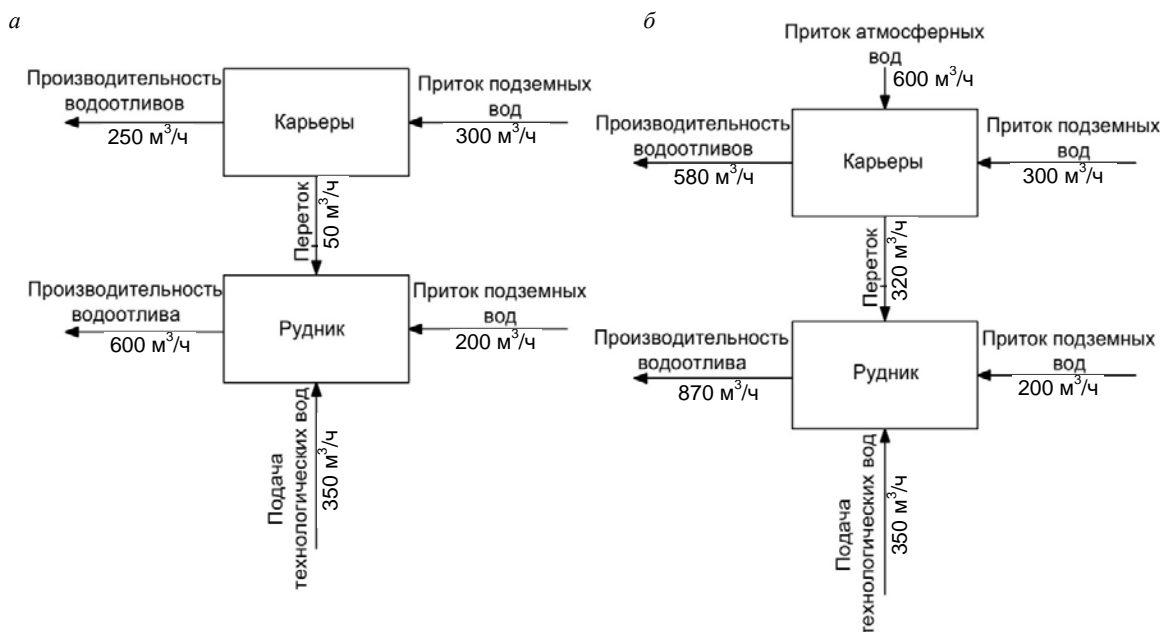 а
Производительность
водоотливов
250 м³/ч
Карьеры
Приток подземных
вод
300 м³/ч
Переток
50 м³/ч
Производительность
водоотлива
600 м³/ч
Рудник
Приток подземных
вод
200 м³/ч
Подача
технологических вод
350 м³/ч
б
Приток атмосферных
вод
600 м³/ч
Производительность
водоотливов
580 м³/ч
Карьеры
Приток подземных
вод
300 м³/ч
Переток
320 м³/ч
Производительность
водоотлива
870 м³/ч
Рудник
Приток подземных
вод
200 м³/ч
Подача
технологических вод
350 м³/ч